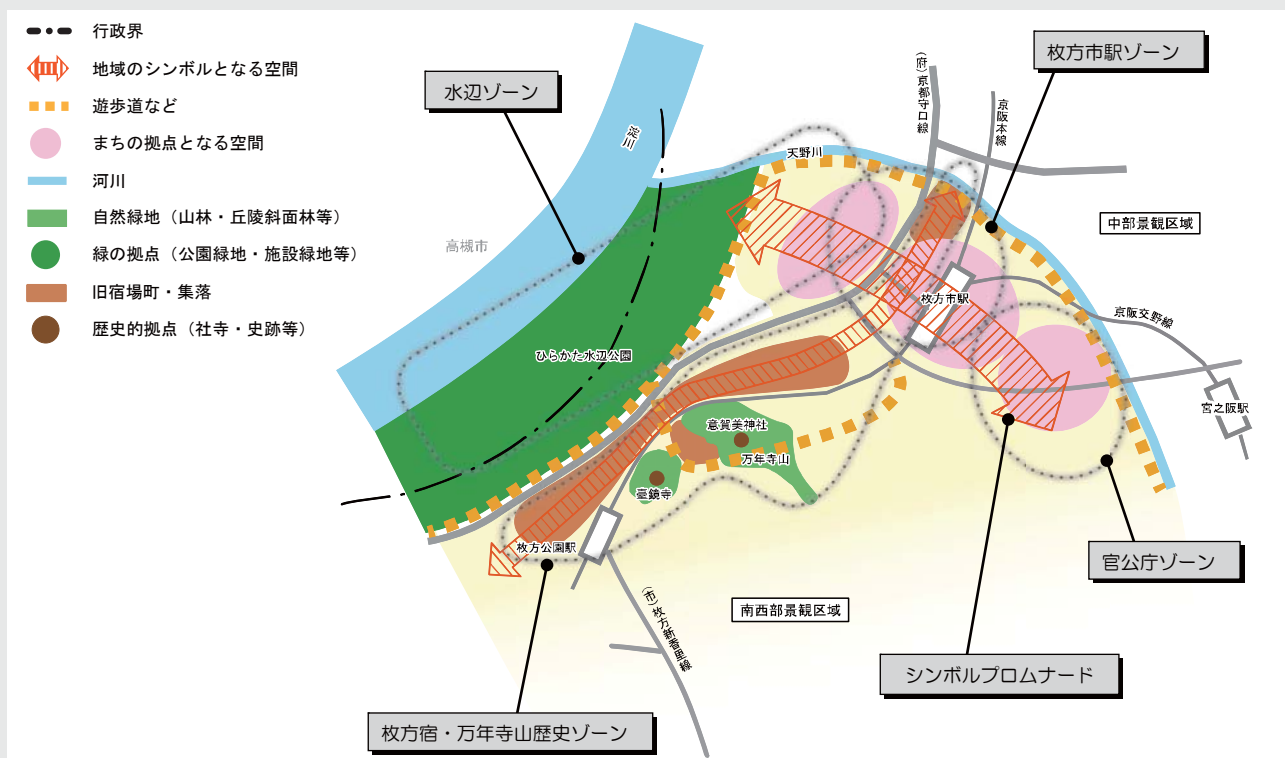 行政界
地域のシンボルとなる空間
遊歩道など
まちの拠点となる空間
河川
自然緑地（山林・丘陵斜面林等）
緑の拠点（公園緑地・施設緑地等）
旧宿場町・集落
歴史的拠点（社寺・史跡等）
水辺ゾーン
枚方市駅ゾーン
(府)京都守口線
京阪本線
淀川
天野川
中部景観区域
高槻市
枚方市駅
京阪交野線
ひらかた水辺公園
宮之阪駅
意賀美神社
万年寺山
臺鏡寺
枚方公園駅
官公庁ゾーン
(市)枚方新香里線
南西部景観区域
シンボルプロムナード
枚方宿・万年寺山歴史ゾーン